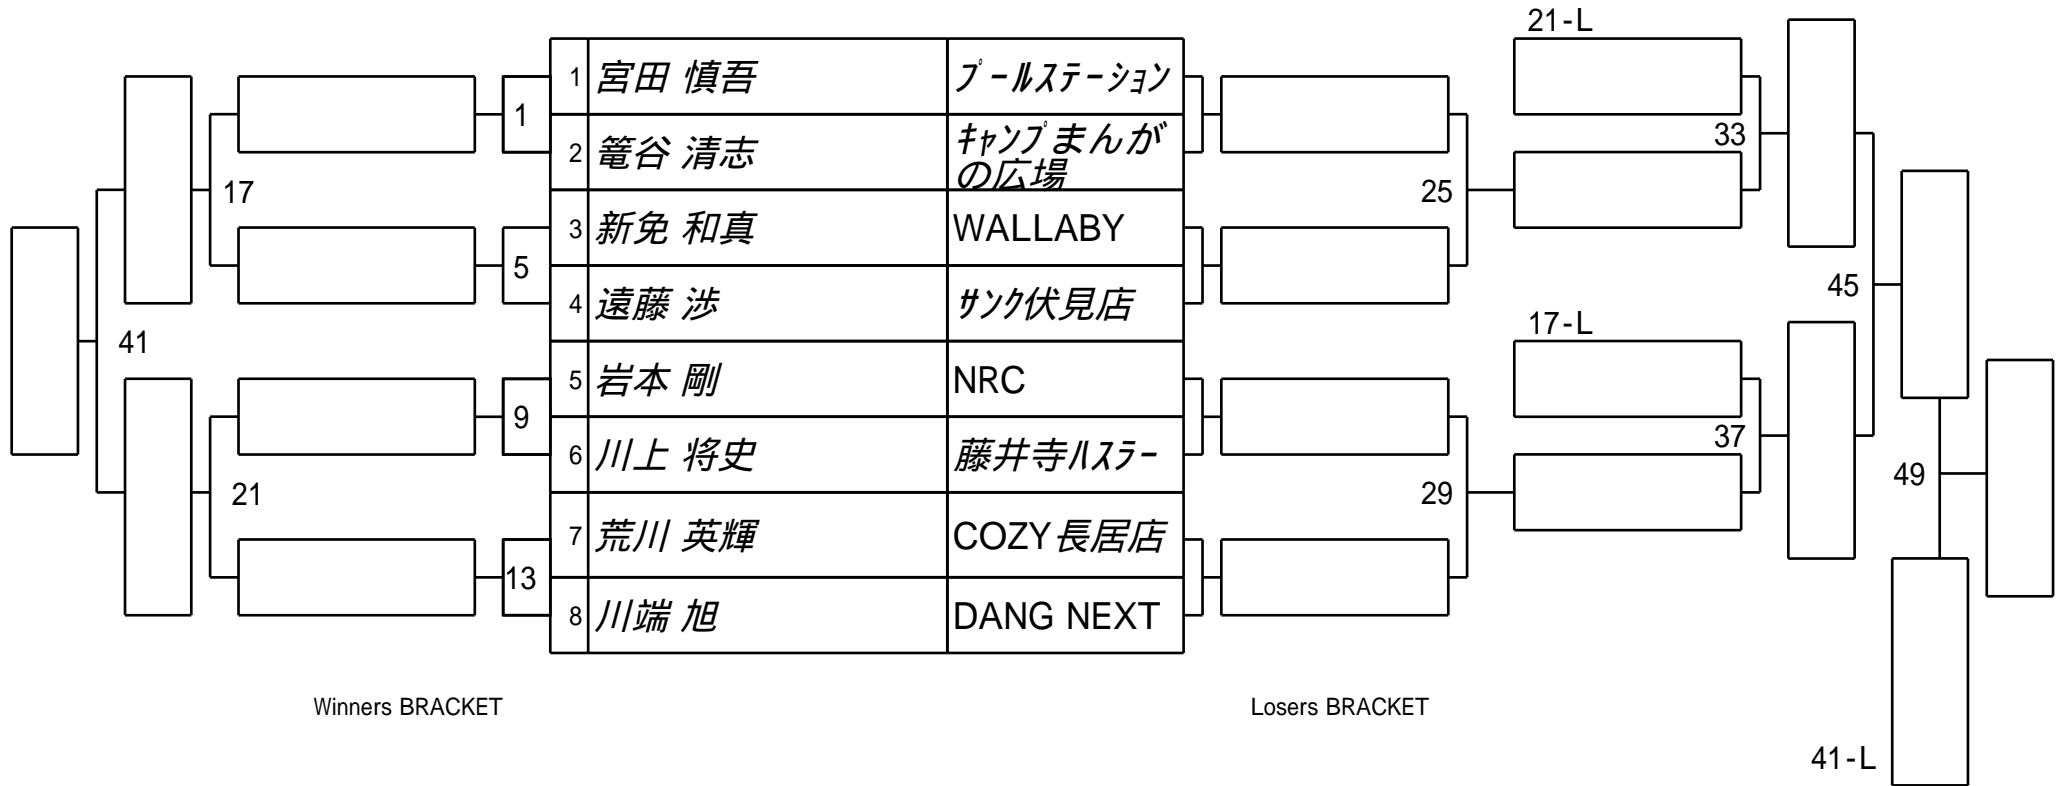 21-L
1 宮田 慎吾 プールステーション
1
33
2 篭谷 清志 キャンプまんが
の広場
17
25
3 新免 和真 WALLABY
5
4 遠藤 渉 サンク伏見店
45
41
17-L
5 岩本 剛 NRC
9
37
6 川上 将史 藤井寺ハスラー
21
29
49
7 荒川 英輝 COZY長居店
13
8 川端 旭 DANG NEXT
Winners BRACKET
Losers BRACKET
41-L